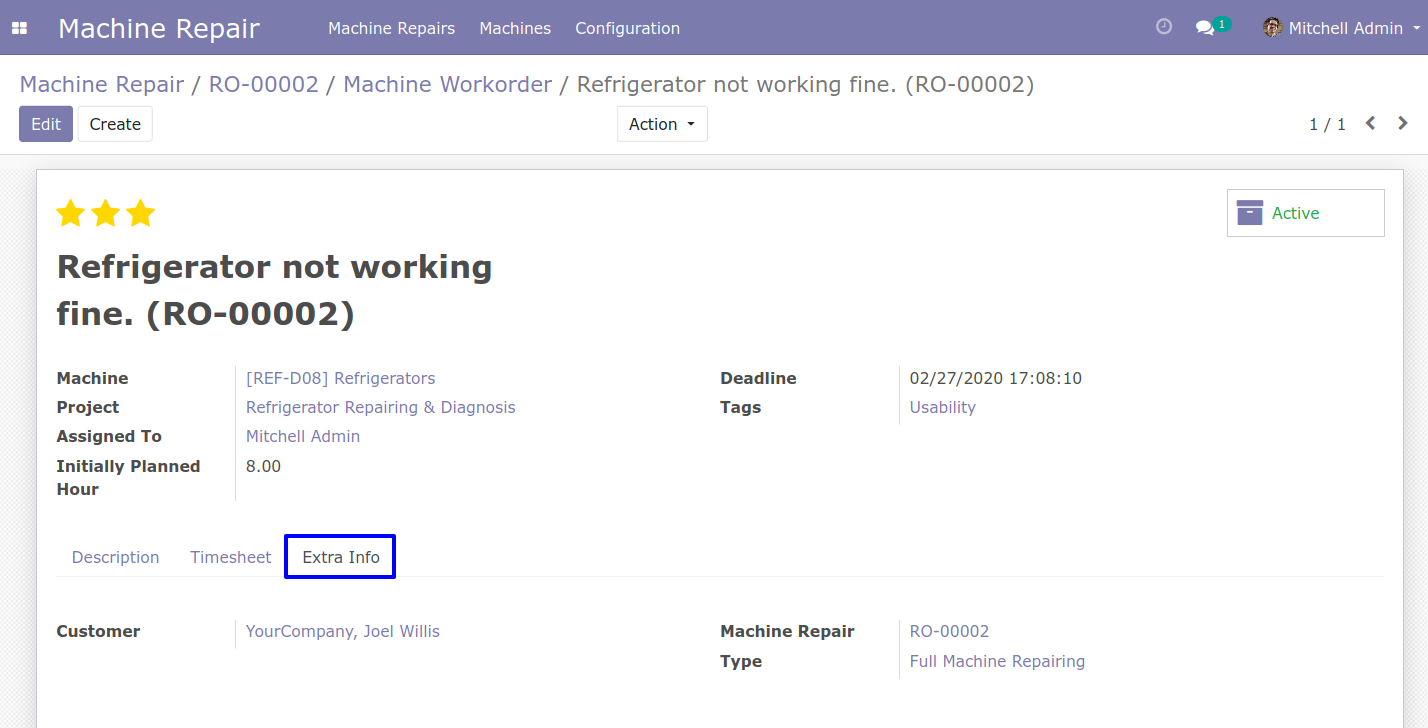 Machine Repair Machine Repairs Machines Configuration 1 Mitchell Admin
Machine Repair / RO-00002 / Machine Workorder / Refrigerator not working fine. (RO-00002)
Edit Create Action 1 / 1
Active
Refrigerator not working
fine. (RO-00002)
Machine [REF-D08] Refrigerators Deadline 02/27/2020 17:08:10
Project Refrigerator Repairing & Diagnosis Tags Usability
Assigned To Mitchell Admin
Initially Planned 8.00
Hour
Description Timesheet Extra Info
Customer YourCompany, Joel Willis Machine Repair RO-00002
Type Full Machine Repairing